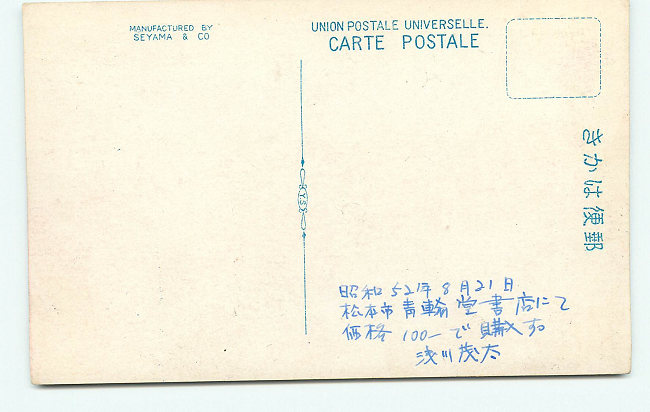 MANUFACTURED BY
SEYAMA & CO
UNION POSTALE UNIVERSELLE.
CARTE POSTALE
きかは便郵
昭和52年8月21日
松本市青輪堂書店にて
価格100-で購入する
浅川茂太